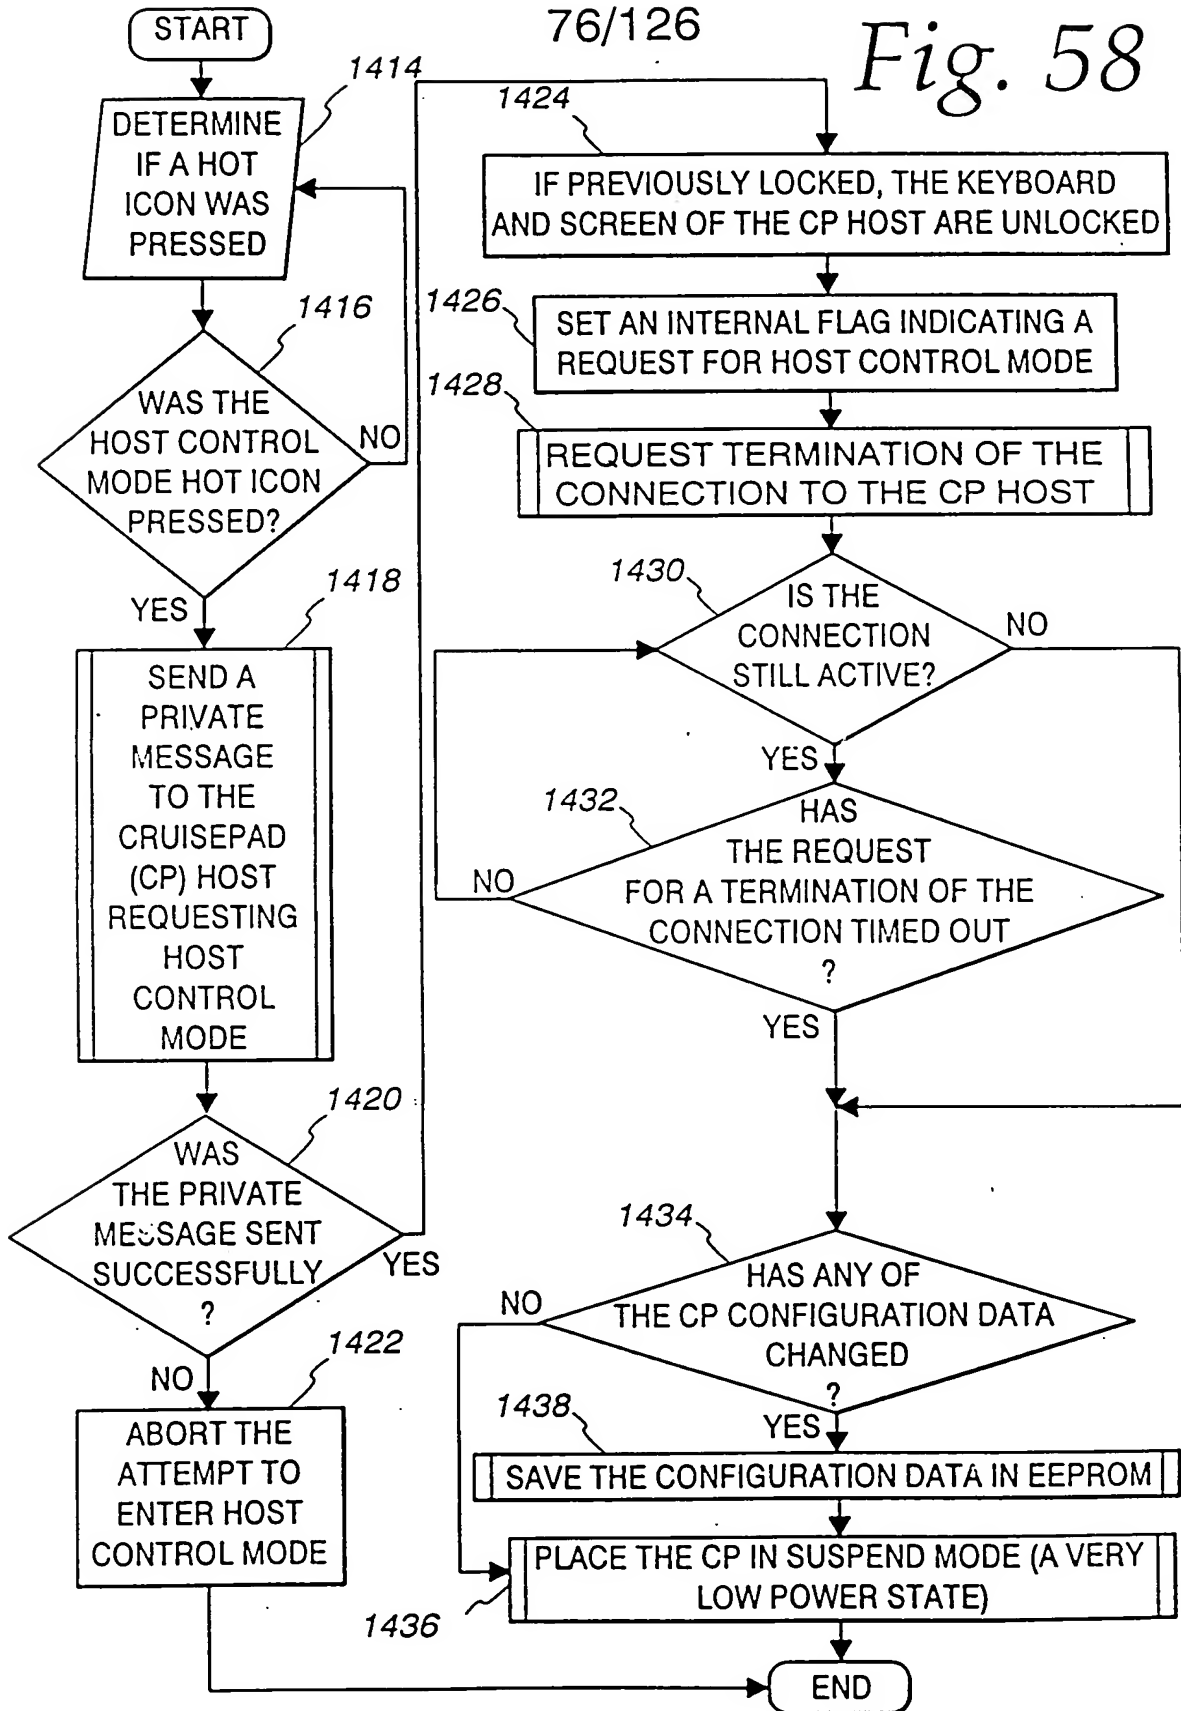 76/126
Fig. 58
START
1414
DETERMINE
IF A HOT
ICON WAS
PRESSED
1416
WAS THE
HOST CONTROL
MODE HOT ICON
PRESSED?
NO
YES
1418
SEND A
PRIVATE
MESSAGE
TO THE
CRUISEPAD
(CP) HOST
REQUESTING
HOST
CONTROL
MODE
1420
WAS
THE PRIVATE
MESSAGE SENT
SUCCESSFULLY
?
YES
NO
1422
ABORT THE
ATTEMPT TO
ENTER HOST
CONTROL MODE
1424
IF PREVIOUSLY LOCKED, THE KEYBOARD
AND SCREEN OF THE CP HOST ARE UNLOCKED
1426
SET AN INTERNAL FLAG INDICATING A
REQUEST FOR HOST CONTROL MODE
1428
REQUEST TERMINATION OF THE
CONNECTION TO THE CP HOST
1430
IS THE
CONNECTION
STILL ACTIVE?
NO
YES
1432
HAS
THE REQUEST
FOR A TERMINATION OF THE
CONNECTION TIMED OUT
?
NO
YES
1434
HAS ANY OF
THE CP CONFIGURATION DATA
CHANGED
?
NO
YES
1438
SAVE THE CONFIGURATION DATA IN EEPROM
PLACE THE CP IN SUSPEND MODE (A VERY
LOW POWER STATE)
1436
END